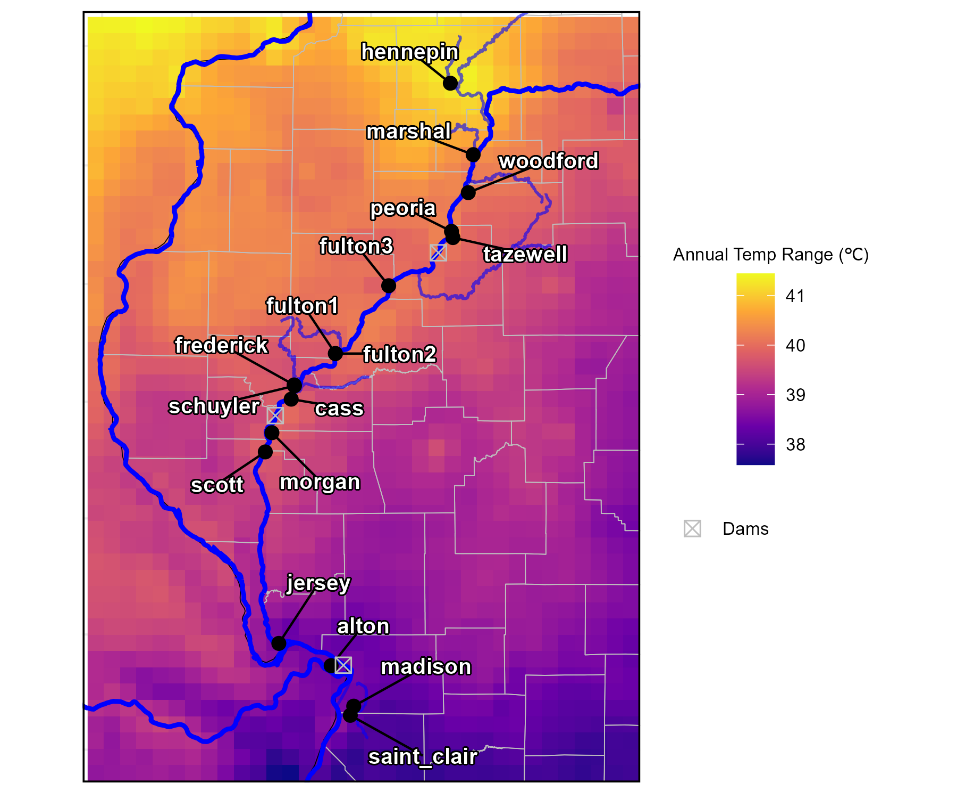 hennepin
marshal
woodford
peoria
fulton3
tazewell
Annual Temp Range (℃)
41
40
39
38
fulton1
frederick
fulton2
schuyler
cass
scott
morgan
Dams
jersey
alton
madison
saint_clair